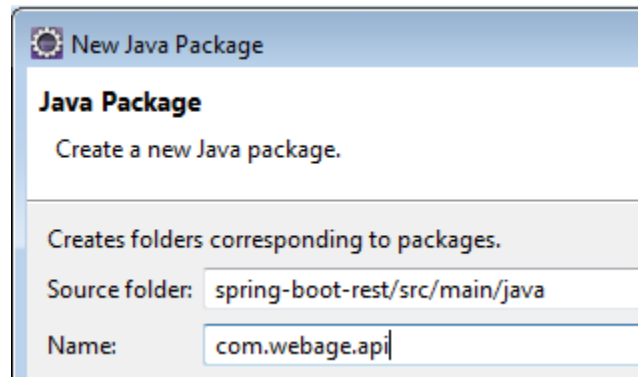 New Java Package
Java Package
Create a new Java package.
Creates folders corresponding to packages.
Source folder: spring-boot-rest/src/main/java
Name: com.webage.api